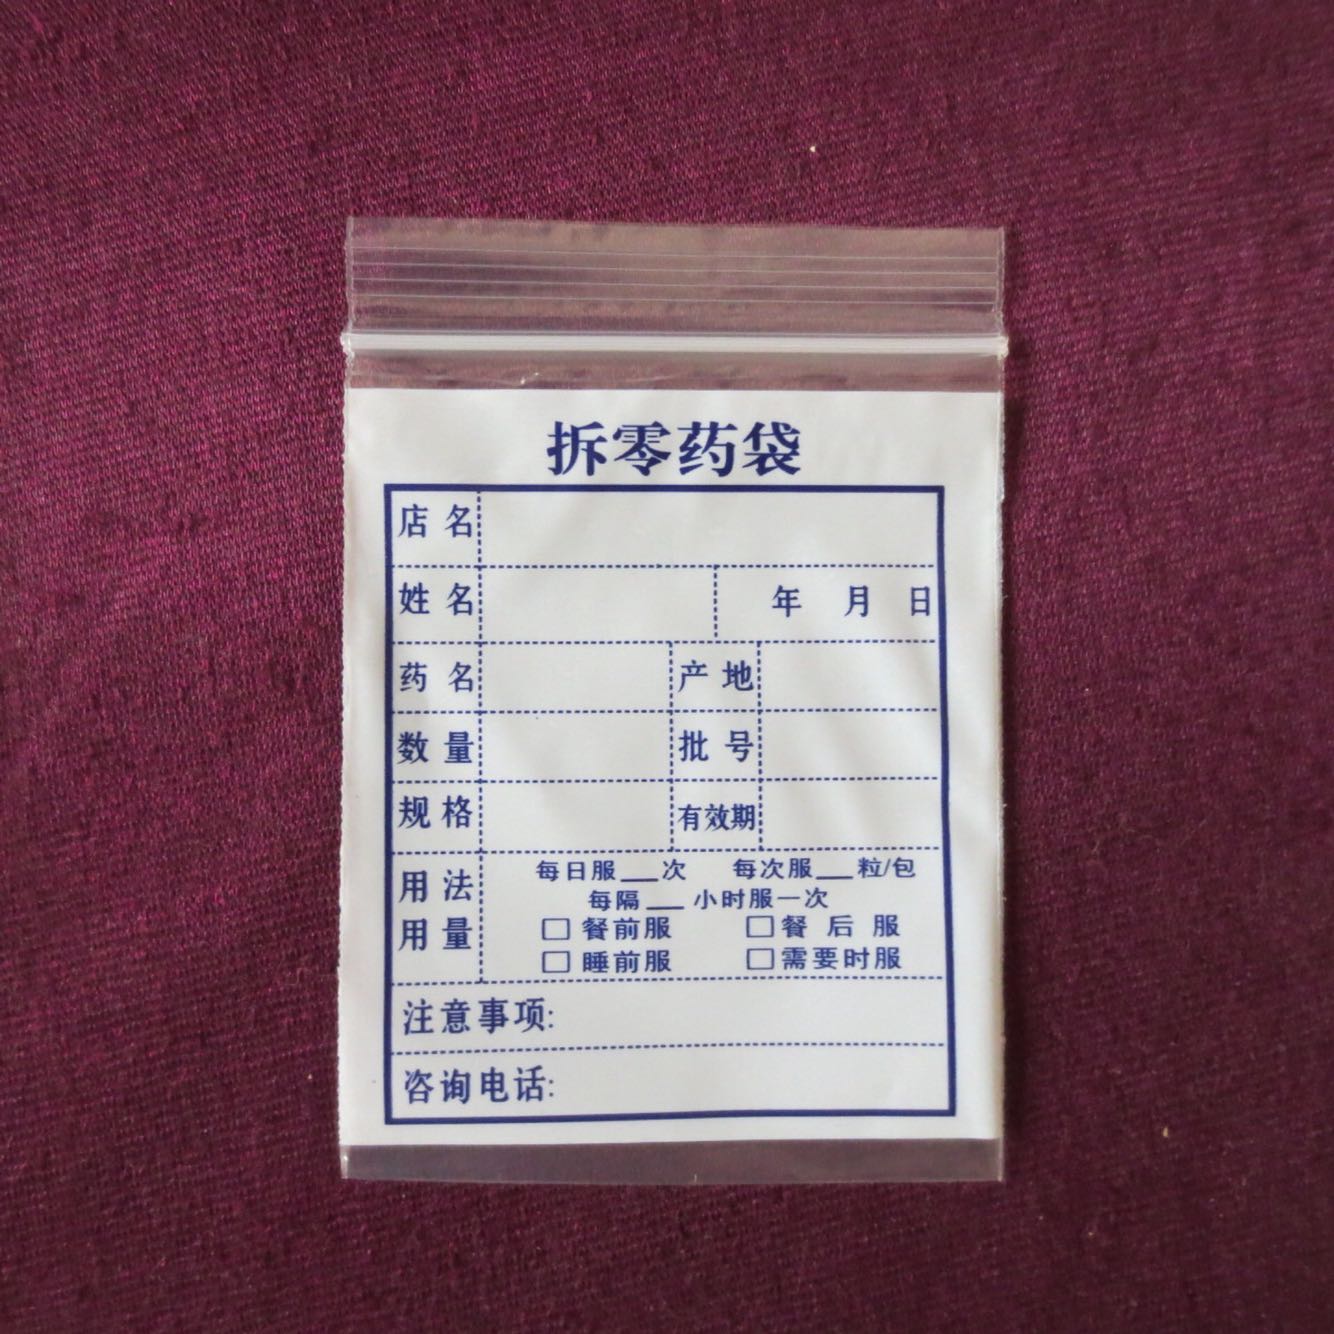 拆零药袋
店名
姓名 年 月 日
药名 产地
数量 批号
规格 有效期
用法用量
每日服___次 每次服___粒/包
每隔___小时服一次
□ 餐前服 □ 餐后服
□ 睡前服 □ 需要时服
注意事项:
咨询电话: